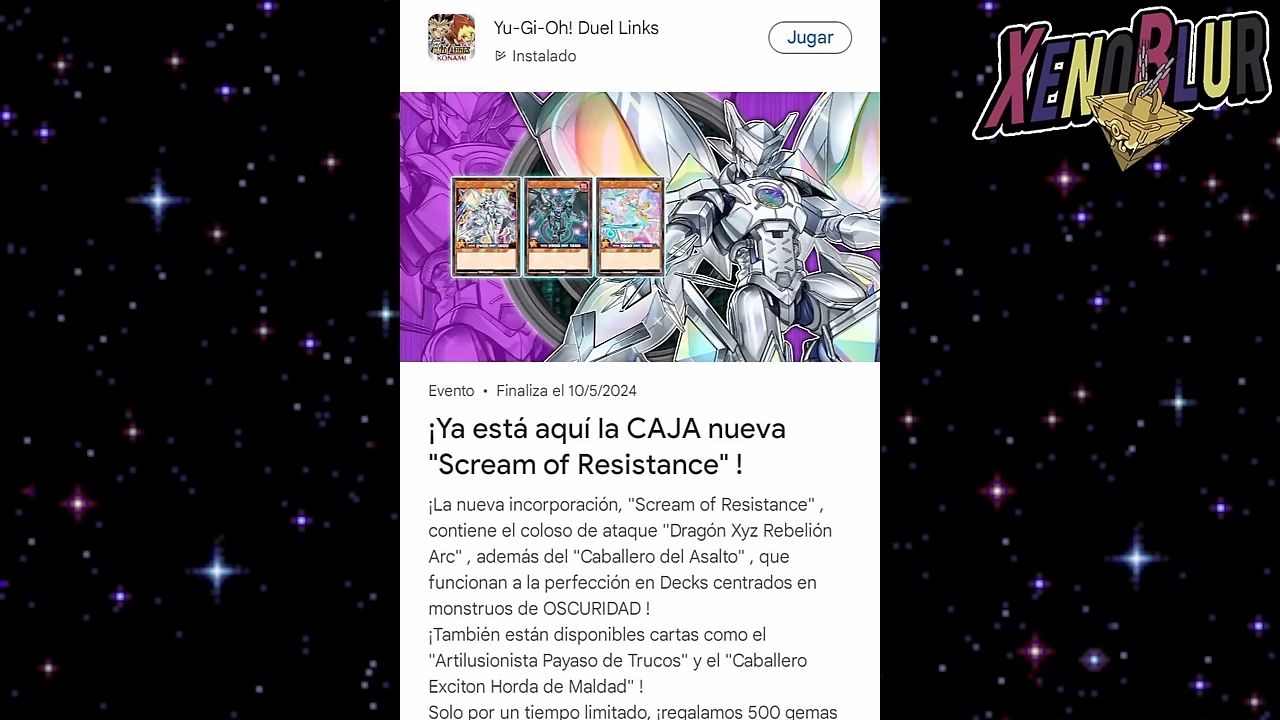 XENOBLUR
Yu-Gi-Oh! Duel Links
KONAMI
Instalado
Jugar
Evento • Finaliza el 10/5/2024
¡Ya está aquí la CAJA nueva
"Scream of Resistance" !
¡La nueva incorporación, "Scream of Resistance" ,
contiene el coloso de ataque "Dragón Xyz Rebelión
Arc" , además del "Caballero del Asalto" , que
funcionan a la perfección en Decks centrados en
monstruos de OSCURIDAD !
¡También están disponibles cartas como el
"Artilusionista Payaso de Trucos" y el "Caballero
Exciton Horda de Maldad" !
Solo por un tiempo limitado, ¡regalamos 500 gemas